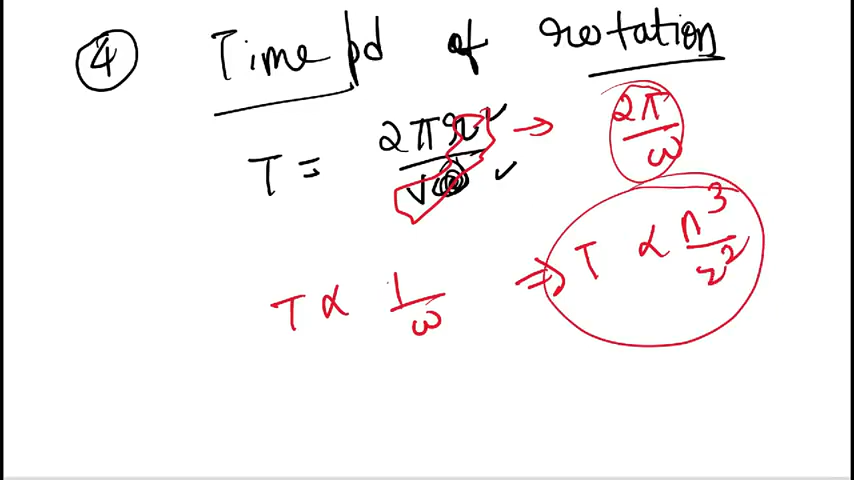 ④ Time pd of rotation
T = 2πr/v → 2π/ω
T ∝ 1/ω ⇒ T ∝ n³/z²